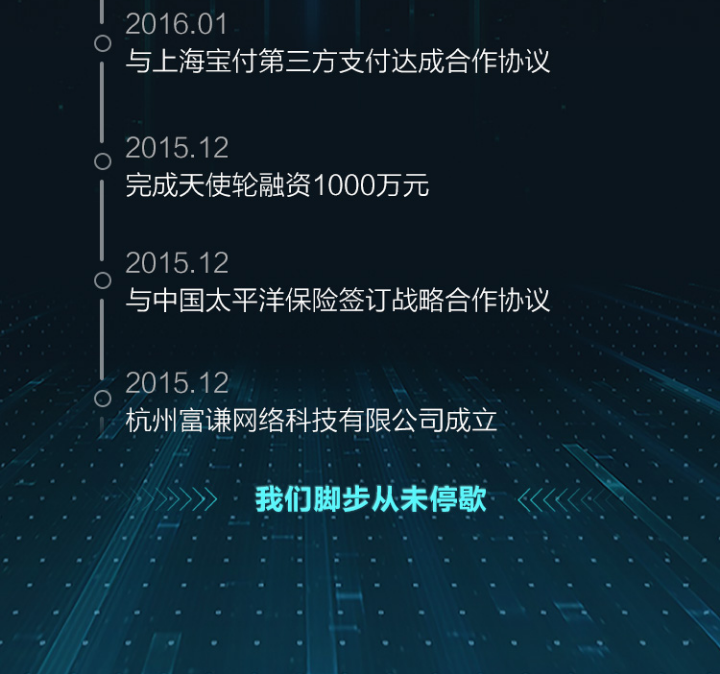 2016.01
与上海宝付第三方支付达成合作协议
2015.12
完成天使轮融资1000万元
2015.12
与中国太平洋保险签订战略合作协议
2015.12
杭州富谦网络科技有限公司成立
我们脚步从未停歇